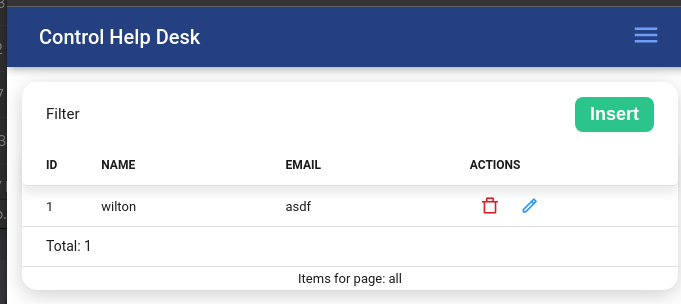 Control Help Desk
Filter Insert
ID NAME EMAIL ACTIONS
1 wilton asdf
Total: 1
Items for page: all